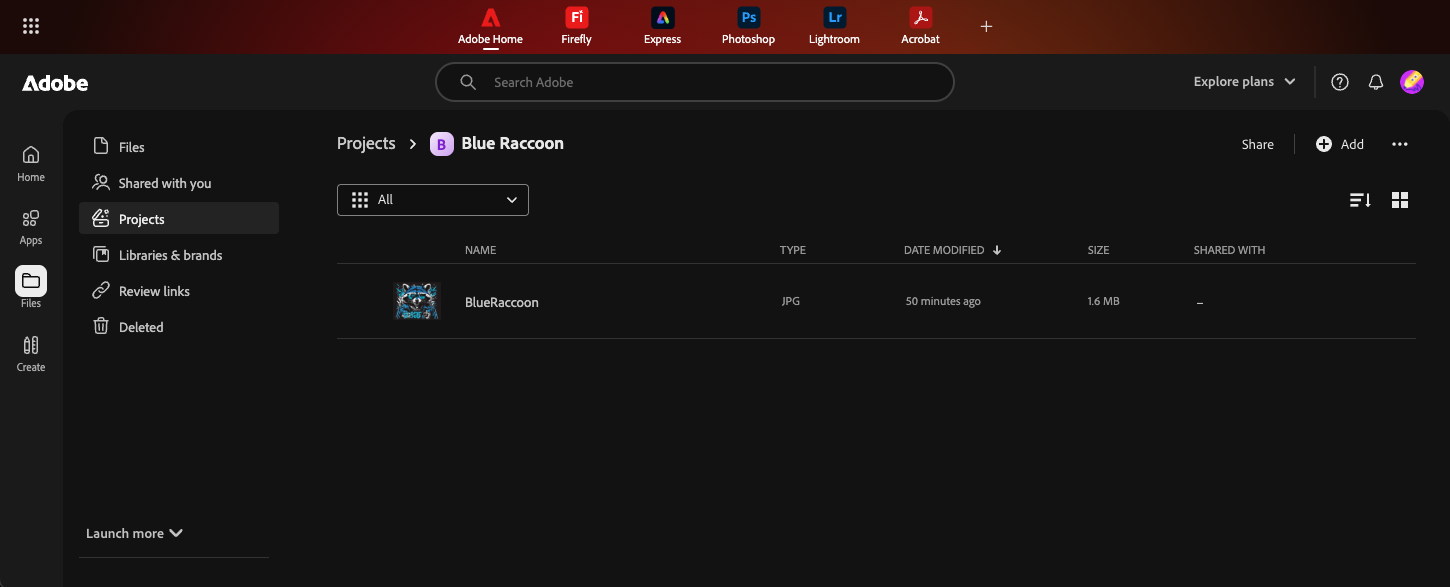 Adobe Home
Fi
Firefly
Express
Ps
Photoshop
Lr
Lightroom
Acrobat
Adobe
Search Adobe
Explore plans
Home
Apps
Files
Create
Files
Shared with you
Projects
Libraries & brands
Review links
Deleted
Launch more
Projects > B Blue Raccoon
Share
Add
All
NAME TYPE DATE MODIFIED SIZE SHARED WITH
BlueRaccoon JPG 50 minutes ago 1.6 MB –